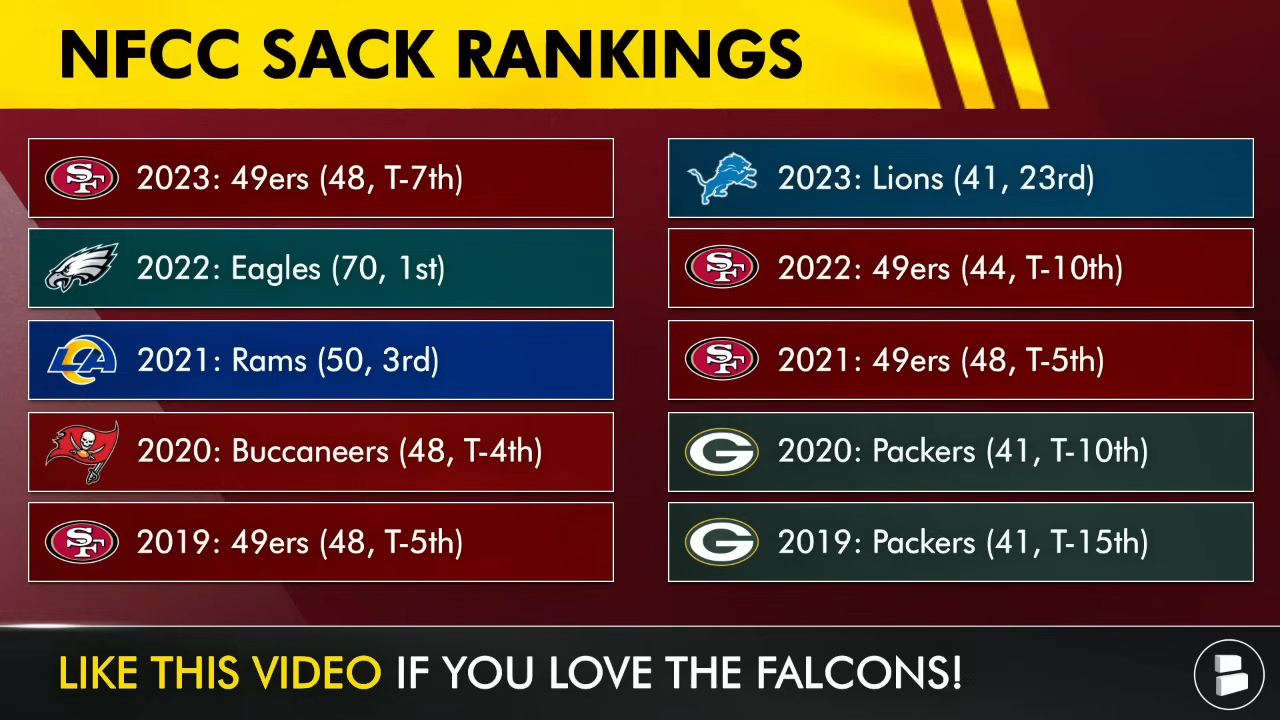 NFCC SACK RANKINGS
2023: 49ers (48, T-7th)
2022: Eagles (70, 1st)
2021: Rams (50, 3rd)
2020: Buccaneers (48, T-4th)
2019: 49ers (48, T-5th)
2023: Lions (41, 23rd)
2022: 49ers (44, T-10th)
2021: 49ers (48, T-5th)
2020: Packers (41, T-10th)
2019: Packers (41, T-15th)
LIKE THIS VIDEO IF YOU LOVE THE FALCONS!